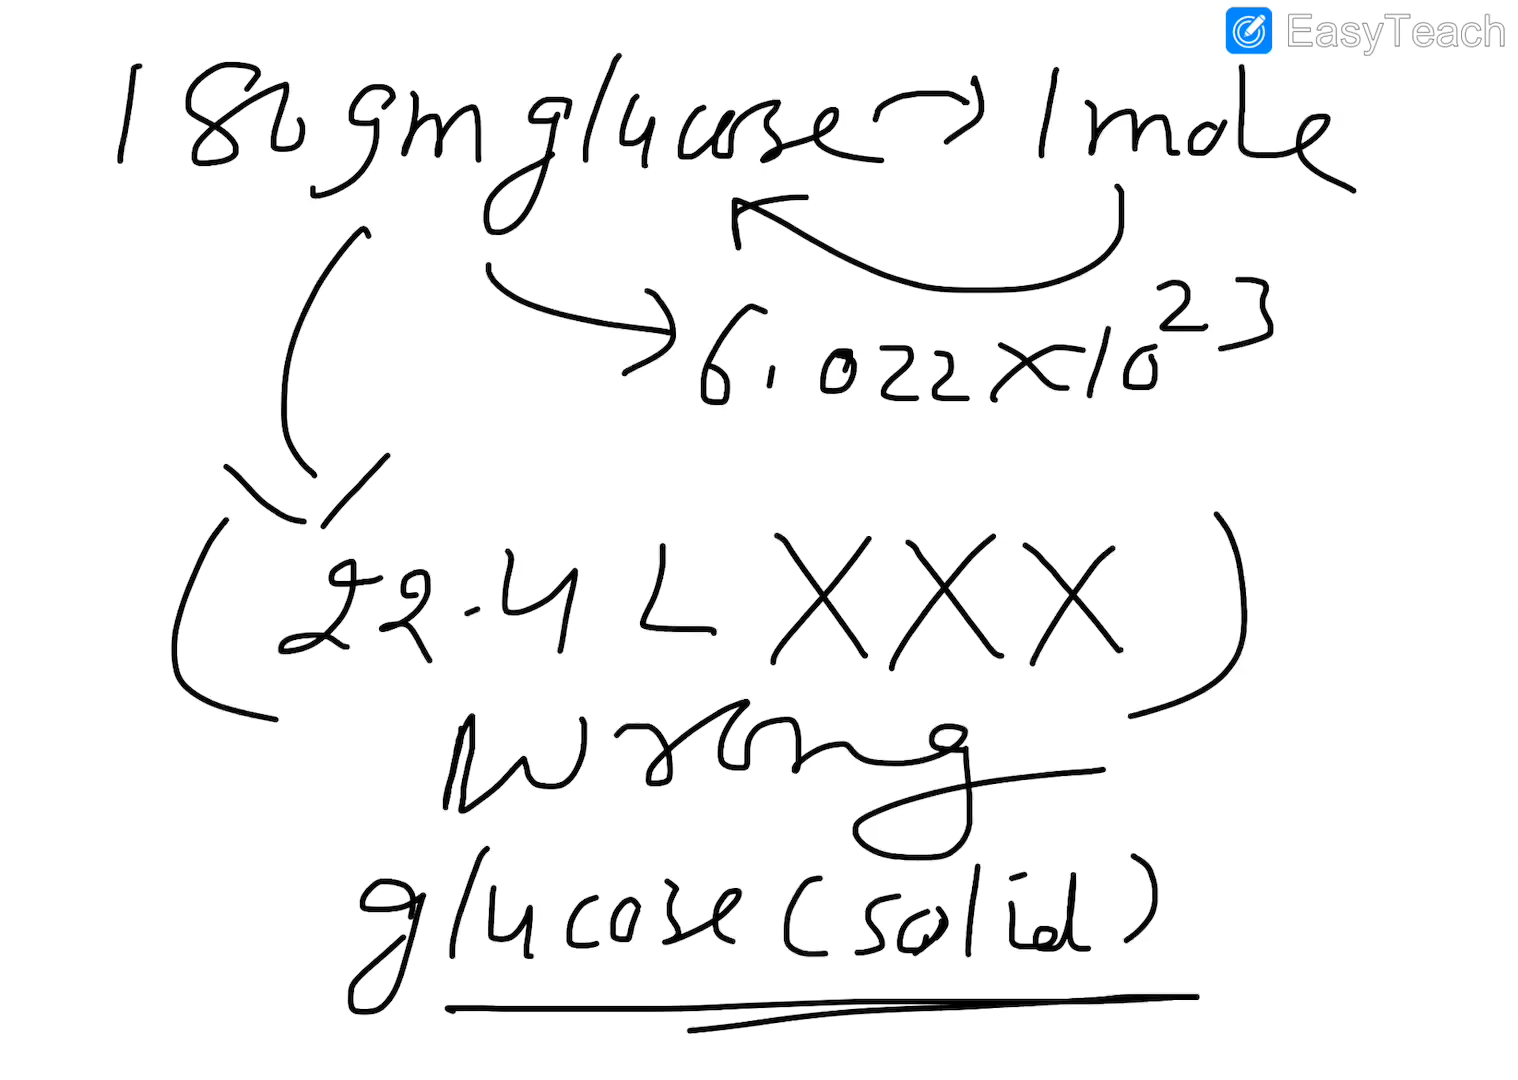 EasyTeach
180 gm glucose → 1 mole
6.022 × 10²³
(22.4 L XXX)
Wrong
glucose (solid)